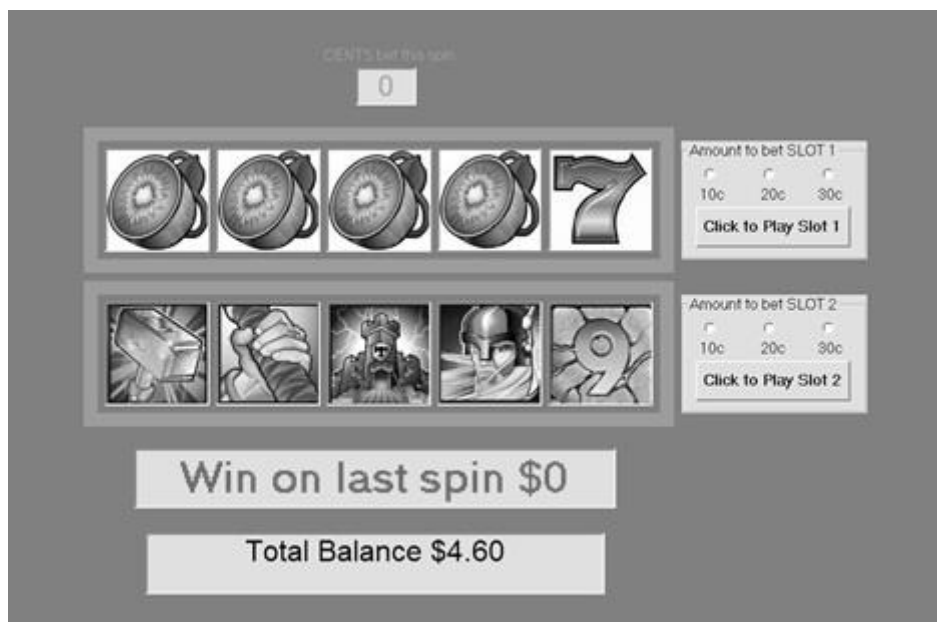 CENTS bet this spin
0
7
Amount to bet SLOT 1
10c 20c 30c
Click to Play Slot 1
T
9
Amount to bet SLOT 2
10c 20c 30c
Click to Play Slot 2
Win on last spin $0
Total Balance $4.60